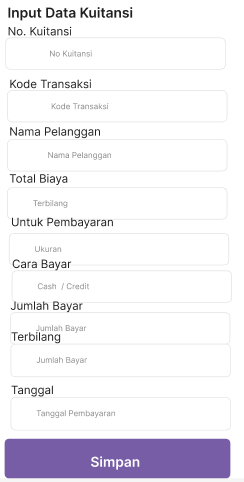 Input Data Kuitansi
No. Kuitansi
No Kuitansi
Kode Transaksi
Kode Transaksi
Nama Pelanggan
Nama Pelanggan
Total Biaya
Terbilang
Untuk Pembayaran
Ukuran
Cara Bayar
Cash / Credit
Jumlah Bayar
Jumlah Bayar
Terbilang
Jumlah Bayar
Tanggal
Tanggal Pembayaran
Simpan